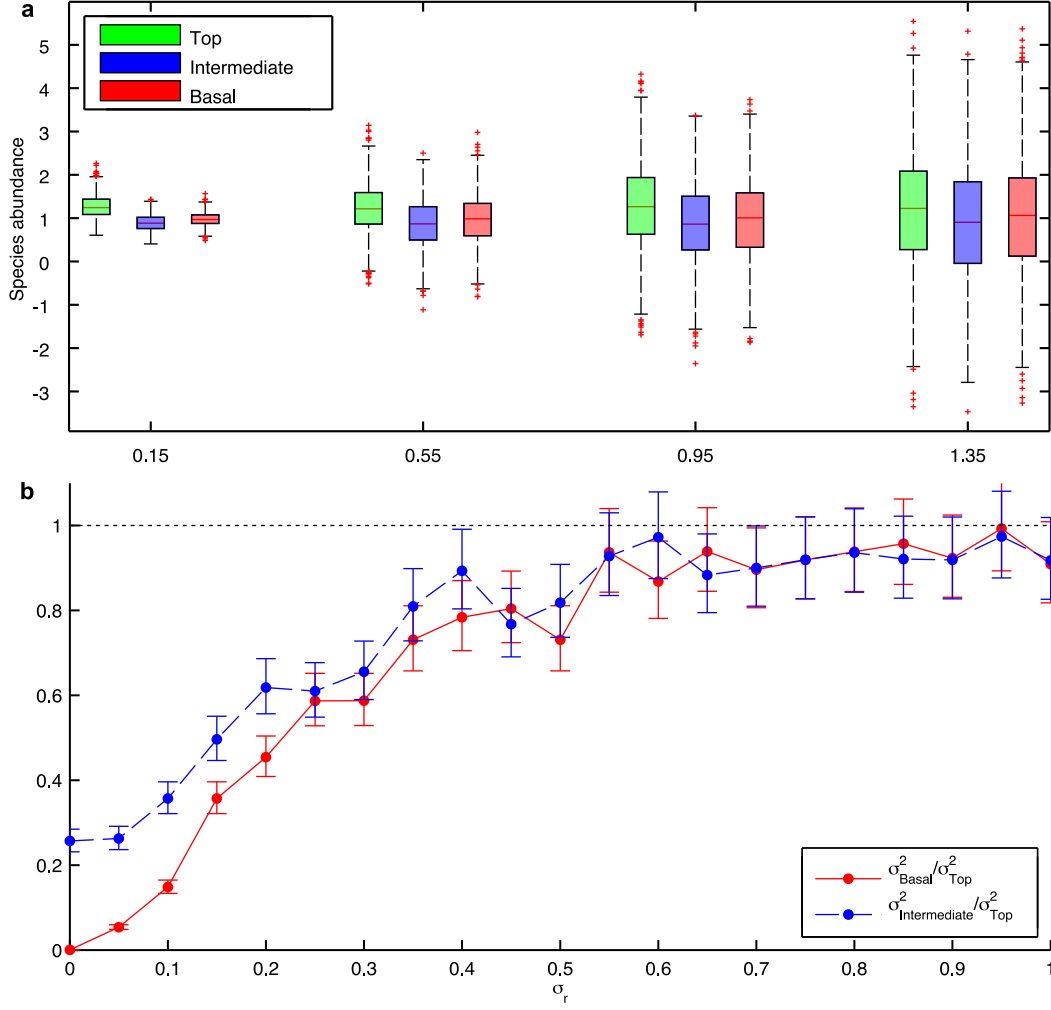 a
Top
Intermediate
Basal
Species abundance
5
4
3
2
1
0
-1
-2
-3
0.15 0.55 0.95 1.35
b
1
0.8
0.6
0.4
0.2
0
σ²Basal/σ²Top
σ²Intermediate/σ²Top
0 0.1 0.2 0.3 0.4 0.5 0.6 0.7 0.8 0.9 1
σr